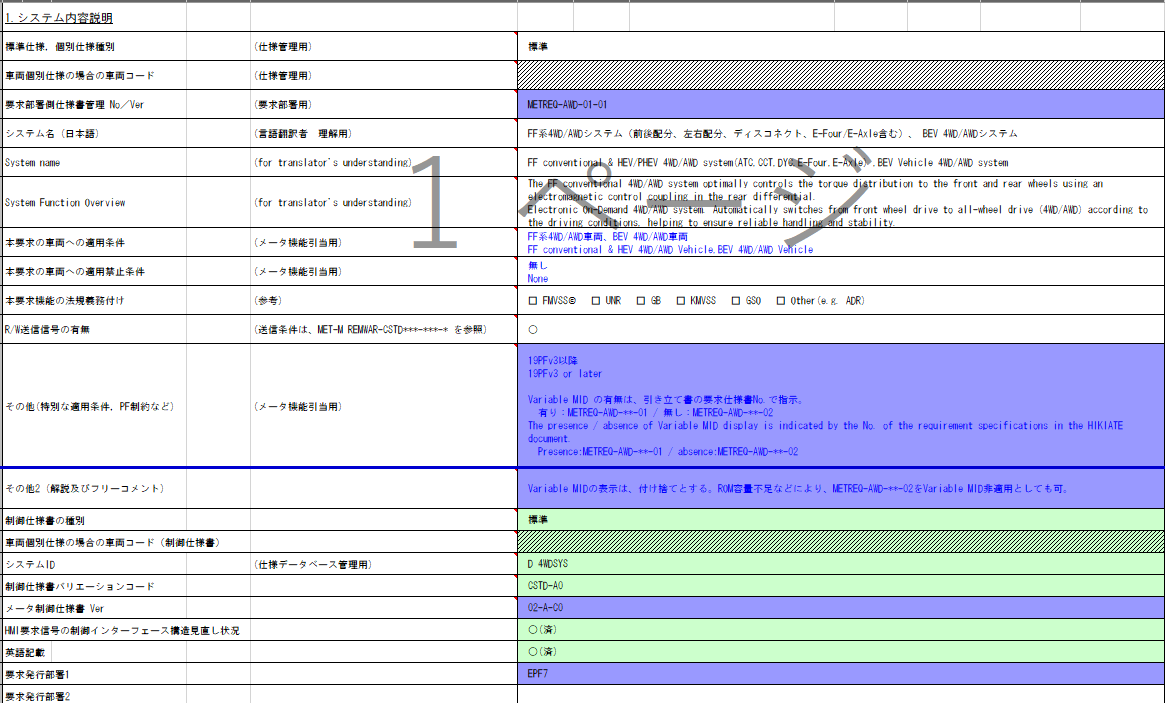 1. システム内容説明
標準仕様, 個別仕様種別 (仕様管理用) 標準
車両個別仕様の場合の車両コード (仕様管理用)
要求部署側仕様書管理 No／Ver (要求部署用) METREQ-AWD-01-01
システム名 (日本語) (言語翻訳者 理解用) FF系4WD/AWDシステム (前後配分、左右配分、ディスコネクト、E-Four/E-Axle含む) 、 BEV 4WD/AWDシステム
System name (for translator's understanding) FF conventional & HEV/PHEV 4WD/AWD system(ATC,CCT,DYC,E-Four,E-Axle) ,BEV Vehicle 4WD/AWD system
System Function Overview (for translator's understanding) The FF conventional 4WD/AWD system optimally controls the torque distribution to the front and rear wheels using an
electromagnetic control coupling in the rear differential.
Electronic On-Demand 4WD/AWD system. Automatically switches from front wheel drive to all-wheel drive (4WD/AWD) according to
the driving conditions, helping to ensure reliable handling and stability.
本要求の車両への適用条件 (メータ機能引当用) FF系4WD/AWD車両、BEV 4WD/AWD車両
FF conventional & HEV 4WD/AWD Vehicle,BEV 4WD/AWD Vehicle
本要求の車両への適用禁止条件 (メータ機能引当用) 無し
None
本要求機能の法規義務付け (参考) □ FMVSS® □ UNR □ GB □ KMVSS □ GSO □ Other(e.g. ADR)
R/W送信信号の有無 (送信条件は、MET-M_REMWAR-CSTD***-***-* を参照) ○
その他(特別な適用条件, PF制約など) (メータ機能引当用) 19PFv3以降
19PFv3 or later
Variable MID の有無は、引き立て書の要求仕様書No.で指示。
有り：METREQ-AWD-**-01 / 無し：METREQ-AWD-**-02
The presence / absence of Variable MID display is indicated by the No. of the requirement specifications in the HIKIATE
document.
Presence:METREQ-AWD-**-01 / absence:METREQ-AWD-**-02
その他2 (解説及びフリーコメント) Variable MIDの表示は、付け捨てとする。ROM容量不足などにより、METREQ-AWD-**-02をVariable MID非適用としても可。
制御仕様書の種別 標準
車両個別仕様の場合の車両コード (制御仕様書)
システムID (仕様データベース管理用) D_4WDSYS
制御仕様書バリエーションコード CSTD-A0
メータ制御仕様書 Ver 02-A-C0
HMI要求信号の制御インターフェース構造見直し状況 ○(済)
英語記載 ○(済)
要求発行部署1 EPF7
要求発行部署2
1 ページ